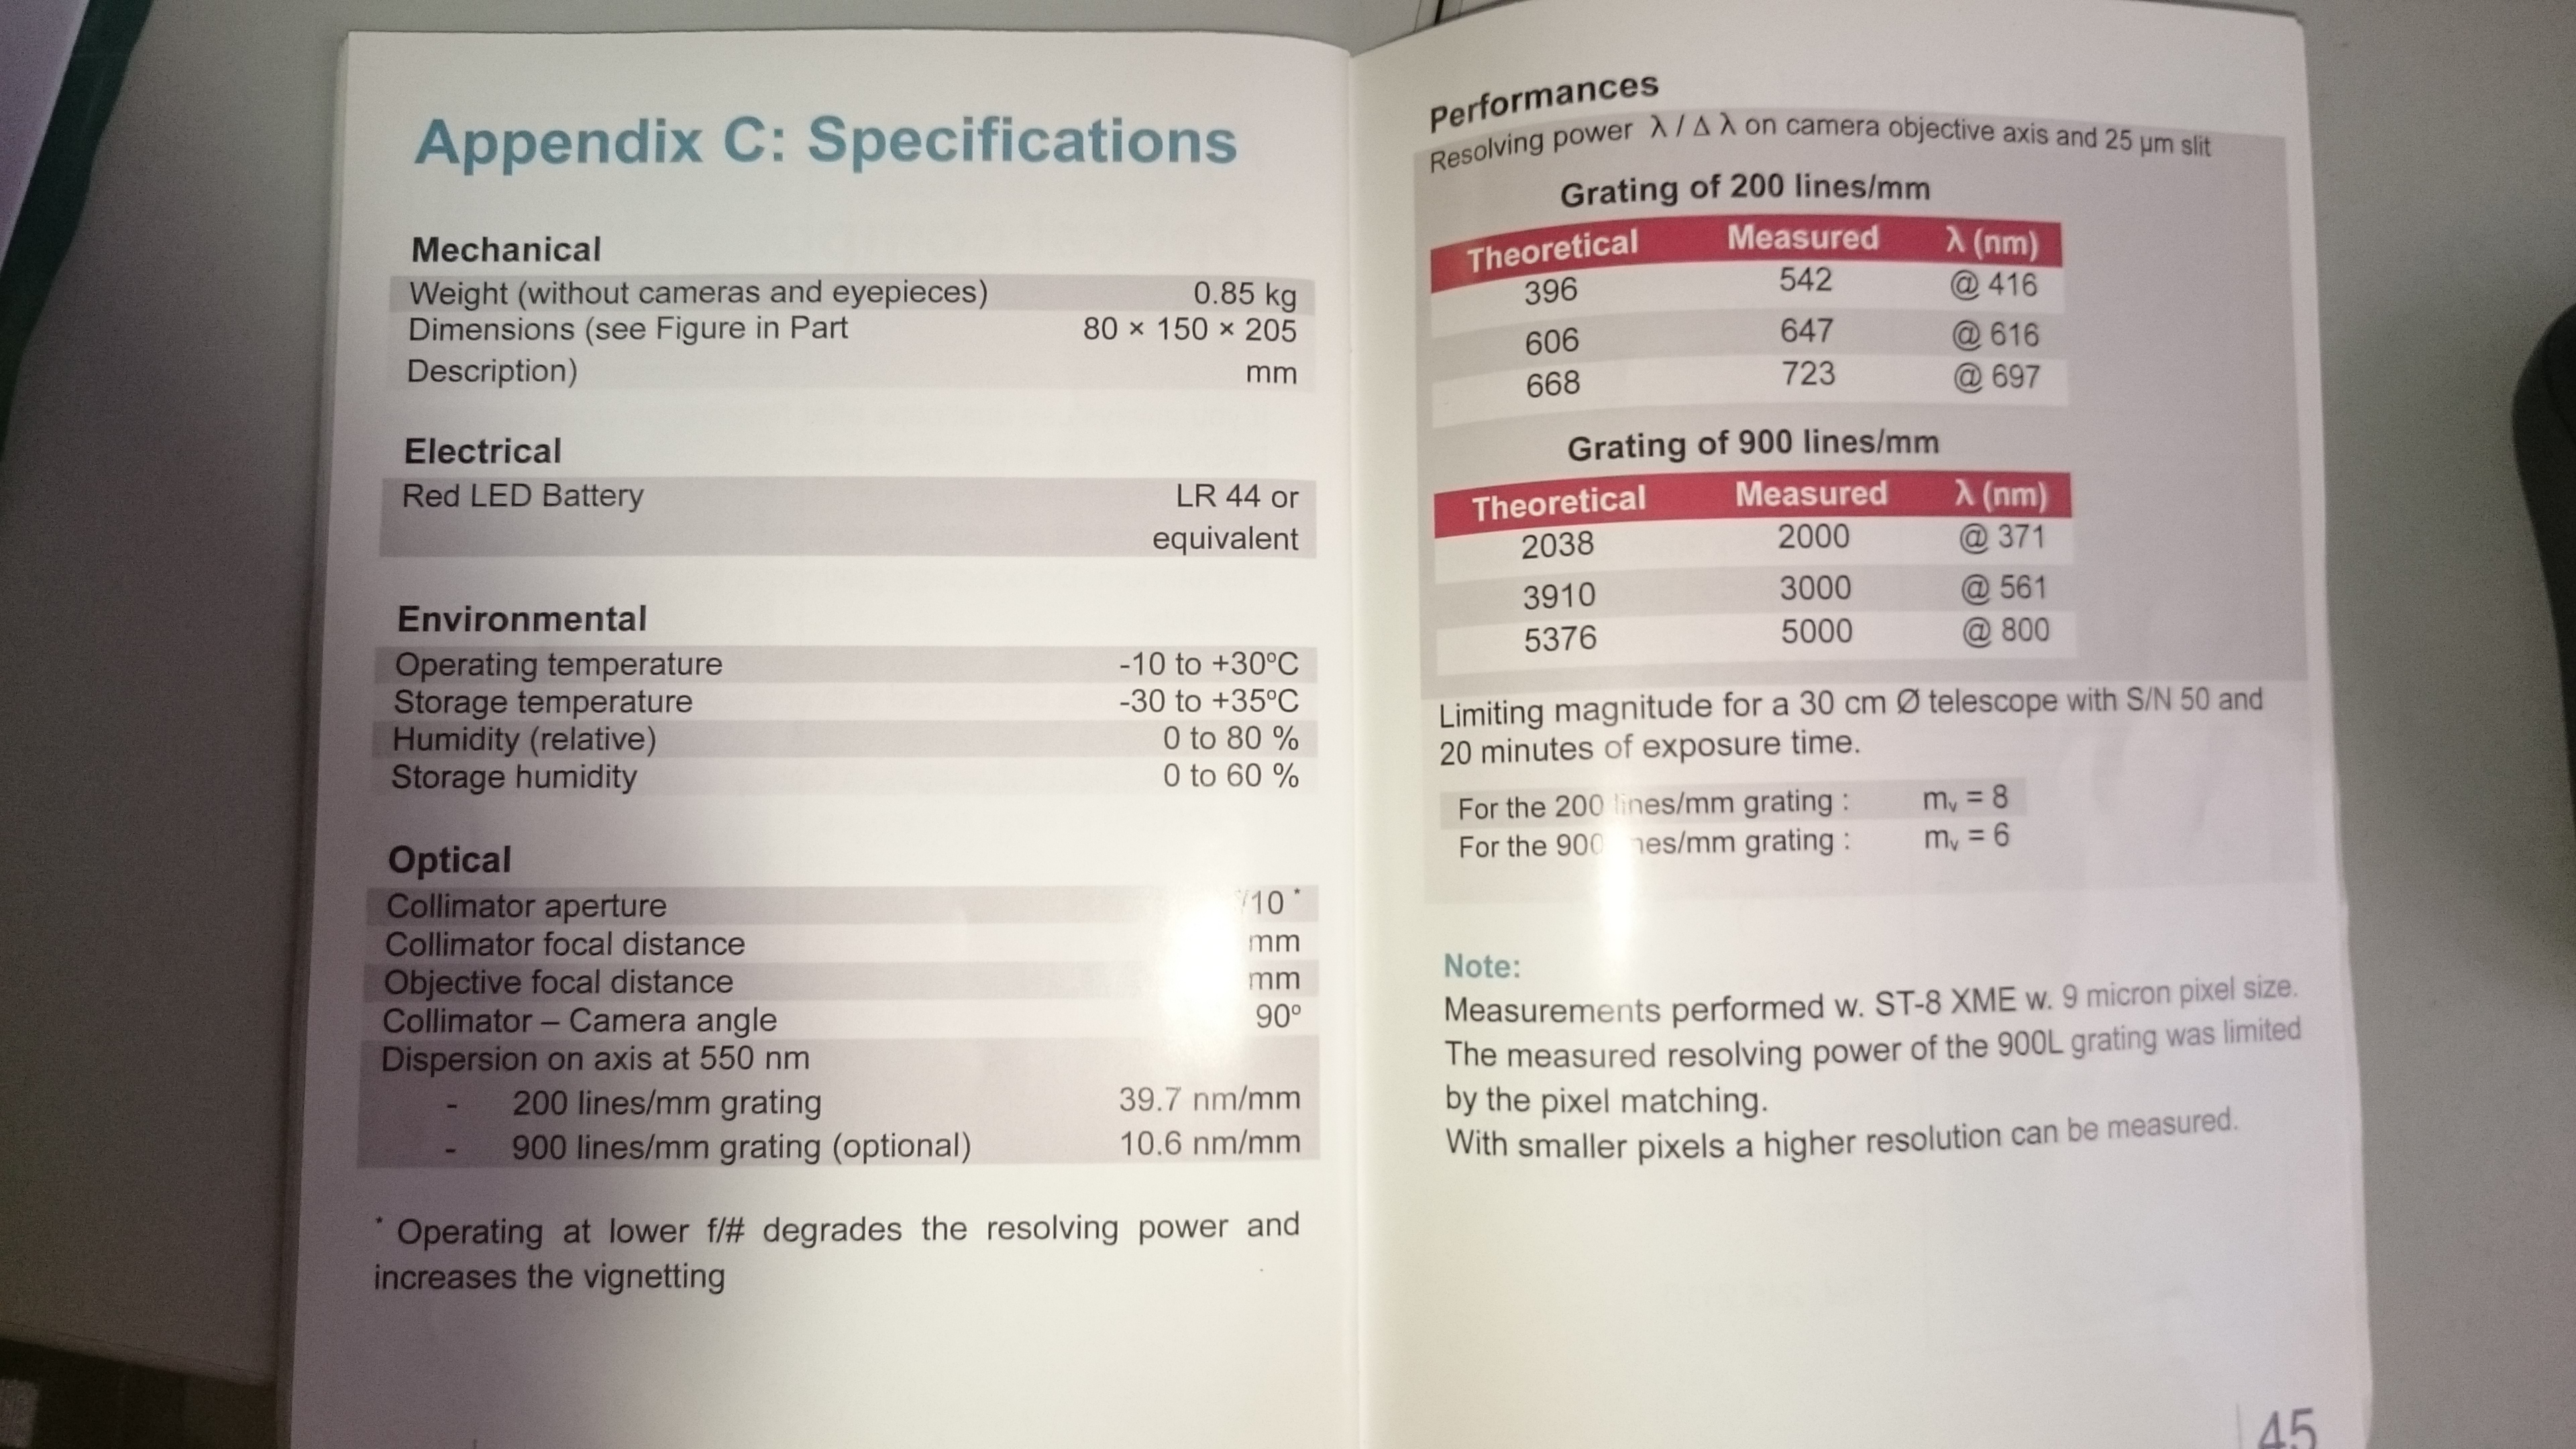 Appendix C: Specifications
Mechanical
Weight (without cameras and eyepieces) 0.85 kg
Dimensions (see Figure in Part 80 × 150 × 205
Description) mm
Electrical
Red LED Battery LR 44 or
equivalent
Environmental
Operating temperature -10 to +30ºC
Storage temperature -30 to +35ºC
Humidity (relative) 0 to 80 %
Storage humidity 0 to 60 %
Optical
Collimator aperture /10 *
Collimator focal distance mm
Objective focal distance mm
Collimator – Camera angle 90º
Dispersion on axis at 550 nm
- 200 lines/mm grating 39.7 nm/mm
- 900 lines/mm grating (optional) 10.6 nm/mm
* Operating at lower f/# degrades the resolving power and
increases the vignetting
Performances
Resolving power λ / Δ λ on camera objective axis and 25 µm slit
Grating of 200 lines/mm
Theoretical Measured λ (nm)
396 542 @ 416
606 647 @ 616
668 723 @ 697
Grating of 900 lines/mm
Theoretical Measured λ (nm)
2038 2000 @ 371
3910 3000 @ 561
5376 5000 @ 800
Limiting magnitude for a 30 cm Ø telescope with S/N 50 and
20 minutes of exposure time.
For the 200 lines/mm grating : mv = 8
For the 900 lines/mm grating : mv = 6
Note:
Measurements performed w. ST-8 XME w. 9 micron pixel size.
The measured resolving power of the 900L grating was limited
by the pixel matching.
With smaller pixels a higher resolution can be measured.
45